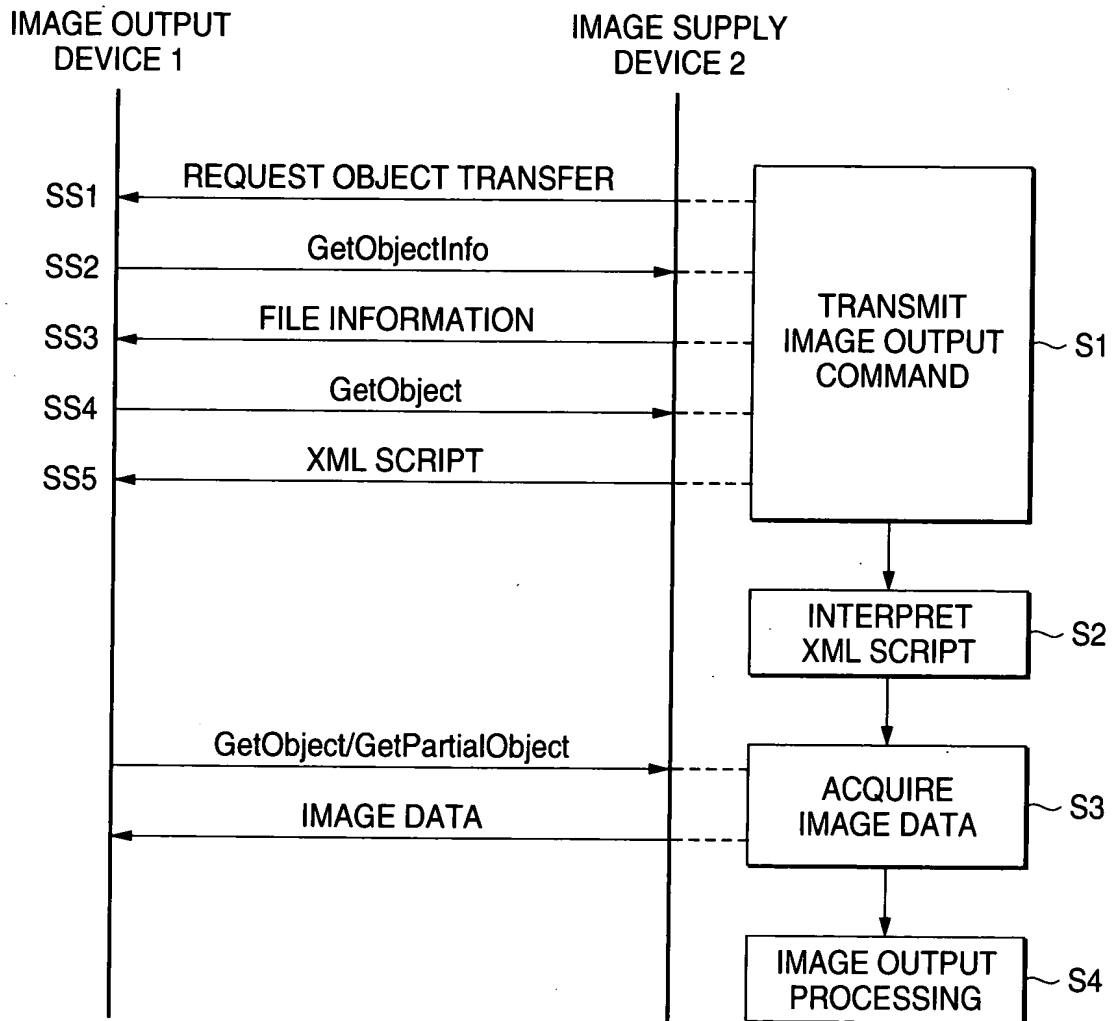 IMAGE OUTPUT
DEVICE 1
IMAGE SUPPLY
DEVICE 2
SS1
REQUEST OBJECT TRANSFER
SS2
GetObjectInfo
SS3
FILE INFORMATION
SS4
GetObject
SS5
XML SCRIPT
TRANSMIT
IMAGE OUTPUT
COMMAND
S1
INTERPRET
XML SCRIPT
S2
GetObject/GetPartialObject
IMAGE DATA
ACQUIRE
IMAGE DATA
S3
IMAGE OUTPUT
PROCESSING
S4